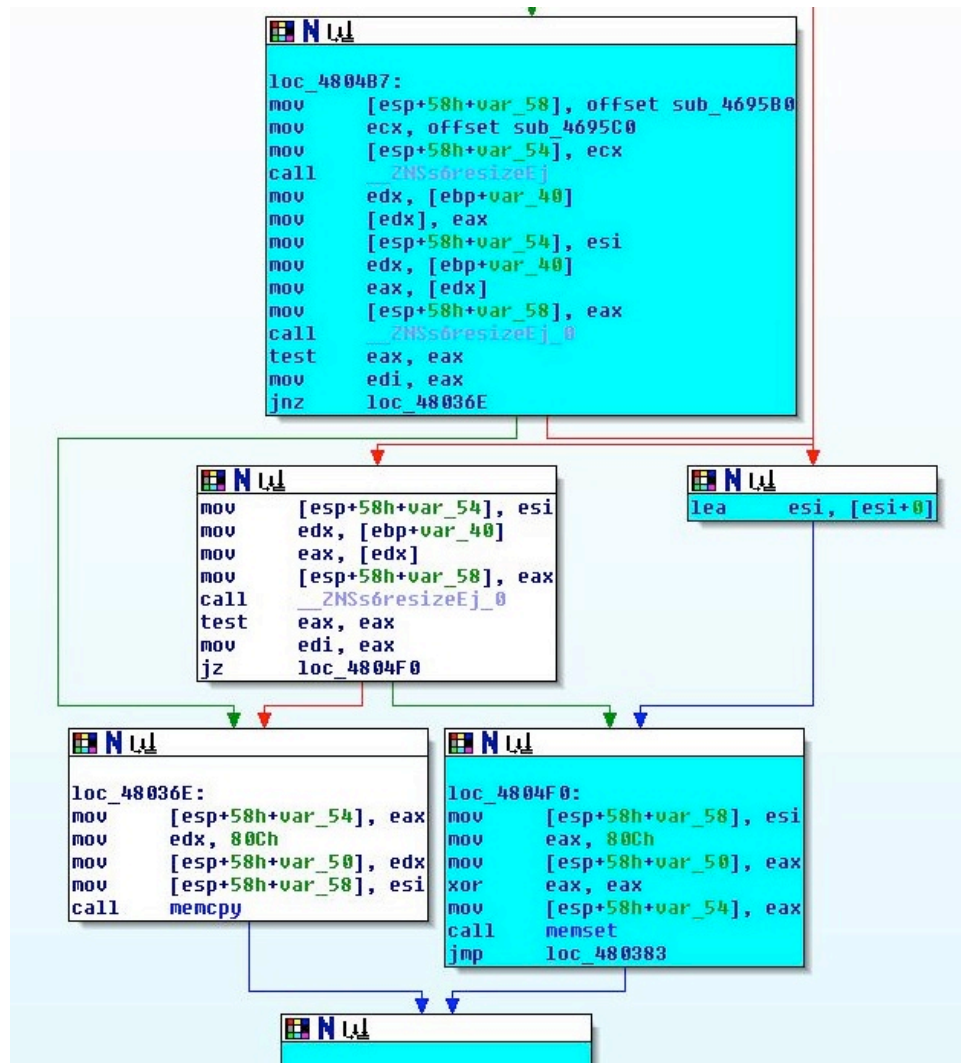 loc_4804B7:
mov [esp+58h+var_58], offset sub_4695B0
mov ecx, offset sub_4695C0
mov [esp+58h+var_54], ecx
call __ZNSs6resizeEj
mov edx, [ebp+var_40]
mov [edx], eax
mov [esp+58h+var_54], esi
mov edx, [ebp+var_40]
mov eax, [edx]
mov [esp+58h+var_58], eax
call __ZNSs6resizeEj_0
test eax, eax
mov edi, eax
jnz loc_48036E
mov [esp+58h+var_54], esi
mov edx, [ebp+var_40]
mov eax, [edx]
mov [esp+58h+var_58], eax
call __ZNSs6resizeEj_0
test eax, eax
mov edi, eax
jz loc_4804F0
lea esi, [esi+0]
loc_48036E:
mov [esp+58h+var_54], eax
mov edx, 80Ch
mov [esp+58h+var_50], edx
mov [esp+58h+var_58], esi
call memcpy
loc_4804F0:
mov [esp+58h+var_58], esi
mov eax, 80Ch
mov [esp+58h+var_50], eax
xor eax, eax
mov [esp+58h+var_54], eax
call memset
jmp loc_480383